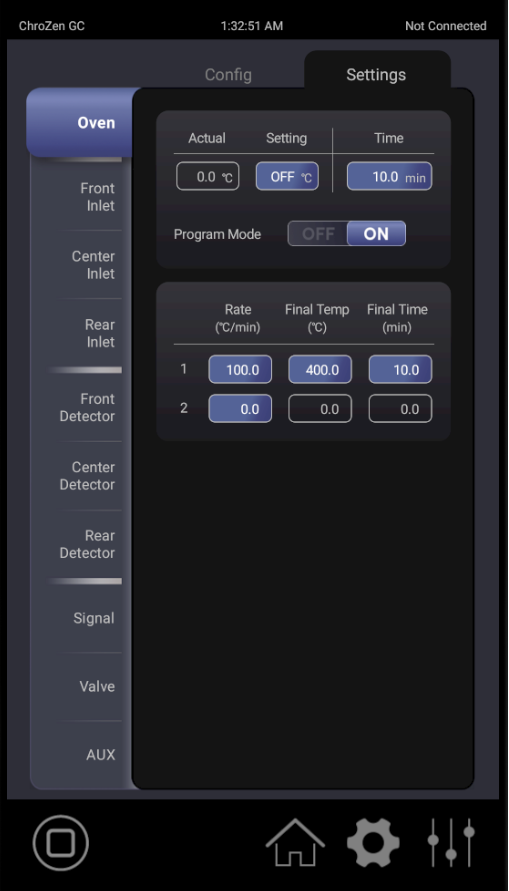 ChroZen GC 1:32:51 AM Not Connected
Config Settings
Oven
Front
Inlet
Center
Inlet
Rear
Inlet
Front
Detector
Center
Detector
Rear
Detector
Signal
Valve
AUX
Actual Setting Time
0.0 ℃ OFF ℃ 10.0 min
Program Mode OFF ON
Rate Final Temp Final Time
(℃/min) (℃) (min)
1 100.0 400.0 10.0
2 0.0 0.0 0.0